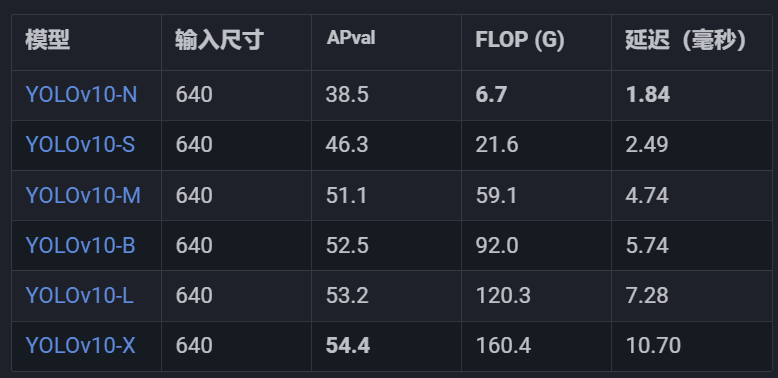 模型 输入尺寸 APval FLOP (G) 延迟（毫秒）
YOLOv10-N 640 38.5 6.7 1.84
YOLOv10-S 640 46.3 21.6 2.49
YOLOv10-M 640 51.1 59.1 4.74
YOLOv10-B 640 52.5 92.0 5.74
YOLOv10-L 640 53.2 120.3 7.28
YOLOv10-X 640 54.4 160.4 10.70